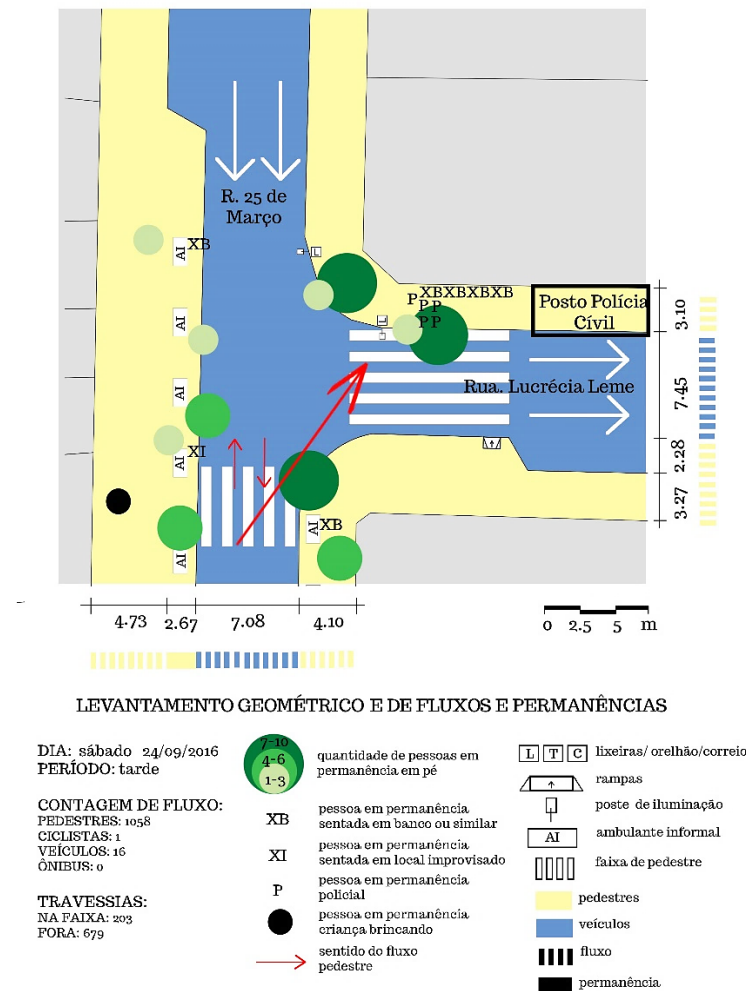 R. 25 de
Março
AI XB
L
XBXBXBXB
P
P P
P P
L
Posto Polícia
Cívil
3.10
AI
AI
Rua. Lucrécia Leme
7.45
AI XI
2.28
3.27
AI XB
AI
4.73 2.67 7.08 4.10
0 2.5 5 m
LEVANTAMENTO GEOMÉTRICO E DE FLUXOS E PERMANÊNCIAS
DIA: sábado 24/09/2016
PERÍODO: tarde
CONTAGEM DE FLUXO:
PEDESTRES: 1058
CICLISTAS: 1
VEÍCULOS: 16
ÔNIBUS: 0
TRAVESSIAS:
NA FAIXA: 203
FORA: 679
7-10
4-6
1-3
quantidade de pessoas em
permanência em pé
XB
pessoa em permanência
sentada em banco ou similar
XI
pessoa em permanência
sentada em local improvisado
P
pessoa em permanência
policial
pessoa em permanência
criança brincando
sentido do fluxo
pedestre
L T C lixeiras/ orelhão/correio
rampas
poste de iluminação
AI ambulante informal
faixa de pedestre
pedestres
veículos
fluxo
permanência